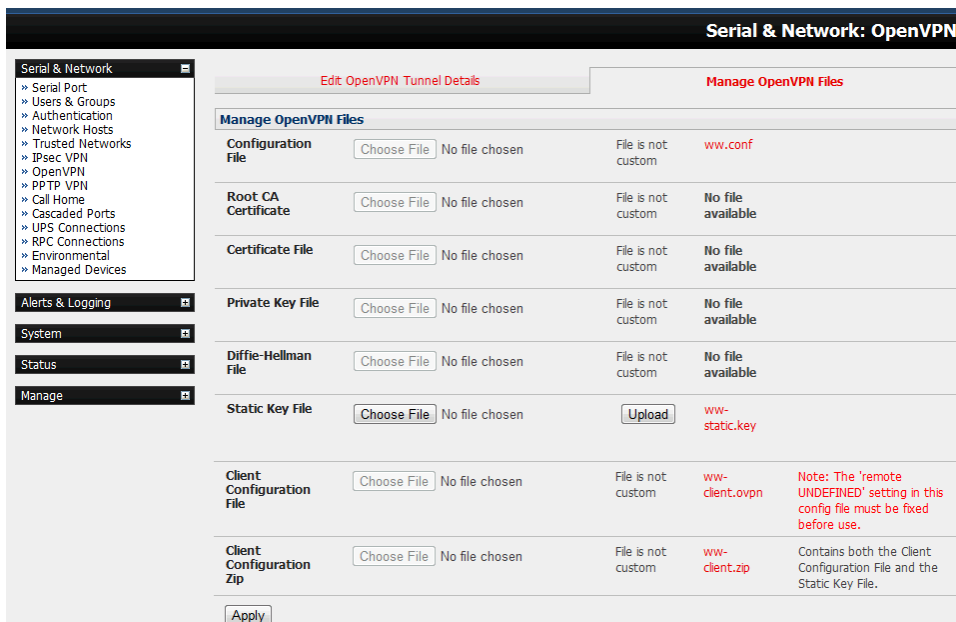 Serial & Network: OpenVPN
Serial & Network
» Serial Port
» Users & Groups
» Authentication
» Network Hosts
» Trusted Networks
» IPsec VPN
» OpenVPN
» PPTP VPN
» Call Home
» Cascaded Ports
» UPS Connections
» RPC Connections
» Environmental
» Managed Devices
Alerts & Logging
System
Status
Manage
Edit OpenVPN Tunnel Details
Manage OpenVPN Files
Manage OpenVPN Files
Configuration
File
Choose File No file chosen
File is not
custom
ww.conf
Root CA
Certificate
Choose File No file chosen
File is not
custom
No file
available
Certificate File
Choose File No file chosen
File is not
custom
No file
available
Private Key File
Choose File No file chosen
File is not
custom
No file
available
Diffie-Hellman
File
Choose File No file chosen
File is not
custom
No file
available
Static Key File
Choose File No file chosen
Upload
ww-
static.key
Client
Configuration
File
Choose File No file chosen
File is not
custom
ww-
client.ovpn
Note: The 'remote
UNDEFINED' setting in this
config file must be fixed
before use.
Client
Configuration
Zip
Choose File No file chosen
File is not
custom
ww-
client.zip
Contains both the Client
Configuration File and the
Static Key File.
Apply